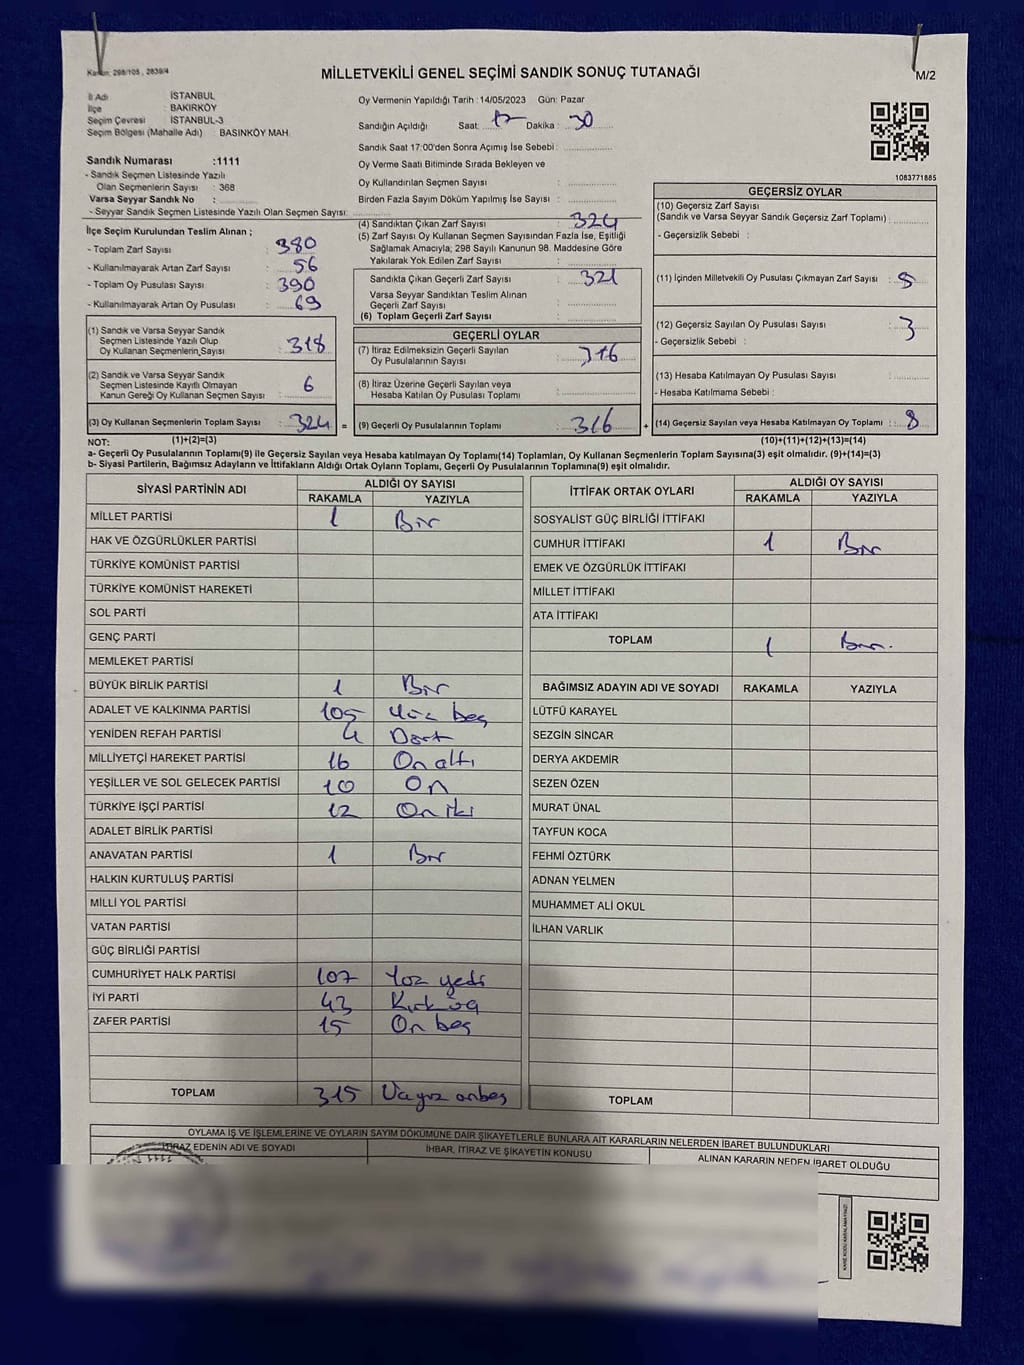 Kanun: 298/105 , 2839/4
MİLLETVEKİLİ GENEL SEÇİMİ SANDIK SONUÇ TUTANAĞI
M/2
İl Adı : İSTANBUL
İlçe : BAKIRKÖY
Seçim Çevresi : İSTANBUL-3
Seçim Bölgesi (Mahalle Adı) : BASINKÖY MAH.
Sandık Numarası :1111
- Sandık Seçmen Listesinde Yazılı
Olan Seçmenlerin Sayısı : 368
Varsa Seyyar Sandık No :
- Seyyar Sandık Seçmen Listesinde Yazılı Olan Seçmen Sayısı:
Oy Vermenin Yapıldığı Tarih : 14/05/2023 Gün: Pazar
Sandığın Açıldığı Saat: 17 Dakika : 30
Sandık Saat 17:00'den Sonra Açımış İse Sebebi :
Oy Verme Saati Bitiminde Sırada Bekleyen ve
Oy Kullandırılan Seçmen Sayısı :
Birden Fazla Sayım Döküm Yapılmış İse Sayısı :
1083771885
İlçe Seçim Kurulundan Teslim Alınan ;
- Toplam Zarf Sayısı : 380
- Kullanılmayarak Artan Zarf Sayısı : 56
- Toplam Oy Pusulası Sayısı : 390
- Kullanılmayarak Artan Oy Pusulası : 69
(1) Sandık ve Varsa Seyyar Sandık
Seçmen Listesinde Yazılı Olup
Oy Kullanan Seçmenlerin Sayısı : 318
(2) Sandık ve Varsa Seyyar Sandık
Seçmen Listesinde Kayıtlı Olmayan
Kanun Gereği Oy Kullanan Seçmen Sayısı : 6
(3) Oy Kullanan Seçmenlerin Toplam Sayısı : 324 =
(4) Sandıktan Çıkan Zarf Sayısı : 324
(5) Zarf Sayısı Oy Kullanan Seçmen Sayısından Fazla İse, Eşitliği
Sağlamak Amacıyla; 298 Sayılı Kanunun 98. Maddesine Göre
Yakılarak Yok Edilen Zarf Sayısı :
Sandıkta Çıkan Geçerli Zarf Sayısı : 321
Varsa Seyyar Sandıktan Teslim Alınan
Geçerli Zarf Sayısı :
(6) Toplam Geçerli Zarf Sayısı :
GEÇERLİ OYLAR
(7) İtiraz Edilmeksizin Geçerli Sayılan
Oy Pusulalarının Sayısı : 316
(8) İtiraz Üzerine Geçerli Sayılan veya
Hesaba Katılan Oy Pusulası Toplamı :
(9) Geçerli Oy Pusulalarının Toplamı : 316 +
GEÇERSİZ OYLAR
(10) Geçersiz Zarf Sayısı
(Sandık ve Varsa Seyyar Sandık Geçersiz Zarf Toplamı) :
- Geçersizlik Sebebi :
(11) İçinden Milletvekili Oy Pusulası Çıkmayan Zarf Sayısı : 5
(12) Geçersiz Sayılan Oy Pusulası Sayısı : 3
- Geçersizlik Sebebi :
(13) Hesaba Katılmayan Oy Pusulası Sayısı :
- Hesaba Katılmama Sebebi :
(14) Geçersiz Sayılan veya Hesaba Katılmayan Oy Toplamı : 8
NOT: (1)+(2)=(3) (10)+(11)+(12)+(13)=(14)
a- Geçerli Oy Pusulalarının Toplamı(9) ile Geçersiz Sayılan veya Hesaba katılmayan Oy Toplamı(14) Toplamları, Oy Kullanan Seçmenlerin Toplam Sayısına(3) eşit olmalıdır. (9)+(14)=(3)
b- Siyasi Partilerin, Bağımsız Adayların ve İttifakların Aldığı Ortak Oyların Toplamı, Geçerli Oy Pusulalarının Toplamına(9) eşit olmalıdır.
SİYASİ PARTİNİN ADI ALDIĞI OY SAYISI
RAKAMLA YAZIYLA
MİLLET PARTİSİ 1 Bir
HAK VE ÖZGÜRLÜKLER PARTİSİ
TÜRKİYE KOMÜNİST PARTİSİ
TÜRKİYE KOMÜNİST HAREKETİ
SOL PARTİ
GENÇ PARTİ
MEMLEKET PARTİSİ
BÜYÜK BİRLİK PARTİSİ 1 Bir
ADALET VE KALKINMA PARTİSİ 105 Yüz beş
YENİDEN REFAH PARTİSİ 4 Dört
MİLLİYETÇİ HAREKET PARTİSİ 16 On altı
YEŞİLLER VE SOL GELECEK PARTİSİ 10 On
TÜRKİYE İŞÇİ PARTİSİ 12 On iki
ADALET BİRLİK PARTİSİ
ANAVATAN PARTİSİ 1 Bir
HALKIN KURTULUŞ PARTİSİ
MİLLİ YOL PARTİSİ
VATAN PARTİSİ
GÜÇ BİRLİĞİ PARTİSİ
CUMHURİYET HALK PARTİSİ 107 Yüz yedi
İYİ PARTİ 43 Kırk üç
ZAFER PARTİSİ 15 On beş
TOPLAM 315 Üçyüz onbeş
İTTİFAK ORTAK OYLARI ALDIĞI OY SAYISI
RAKAMLA YAZIYLA
SOSYALİST GÜÇ BİRLİĞİ İTTİFAKI
CUMHUR İTTİFAKI 1 Bir
EMEK VE ÖZGÜRLÜK İTTİFAKI
MİLLET İTTİFAKI
ATA İTTİFAKI
TOPLAM 1 Bir.
BAĞIMSIZ ADAYIN ADI VE SOYADI RAKAMLA YAZIYLA
LÜTFÜ KARAYEL
SEZGİN SİNCAR
DERYA AKDEMİR
SEZEN ÖZEN
MURAT ÜNAL
TAYFUN KOCA
FEHMİ ÖZTÜRK
ADNAN YELMEN
MUHAMMET ALİ OKUL
İLHAN VARLIK
TOPLAM
OYLAMA İŞ VE İŞLEMLERİNE VE OYLARIN SAYIM DÖKÜMÜNE DAİR ŞİKAYETLERLE BUNLARA AİT KARARLARIN NELERDEN İBARET BULUNDUKLARI
İTİRAZ EDENİN ADI VE SOYADI İHBAR, İTİRAZ VE ŞİKAYETİN KONUSU ALINAN KARARIN NEDEN İBARET OLDUĞU
1111